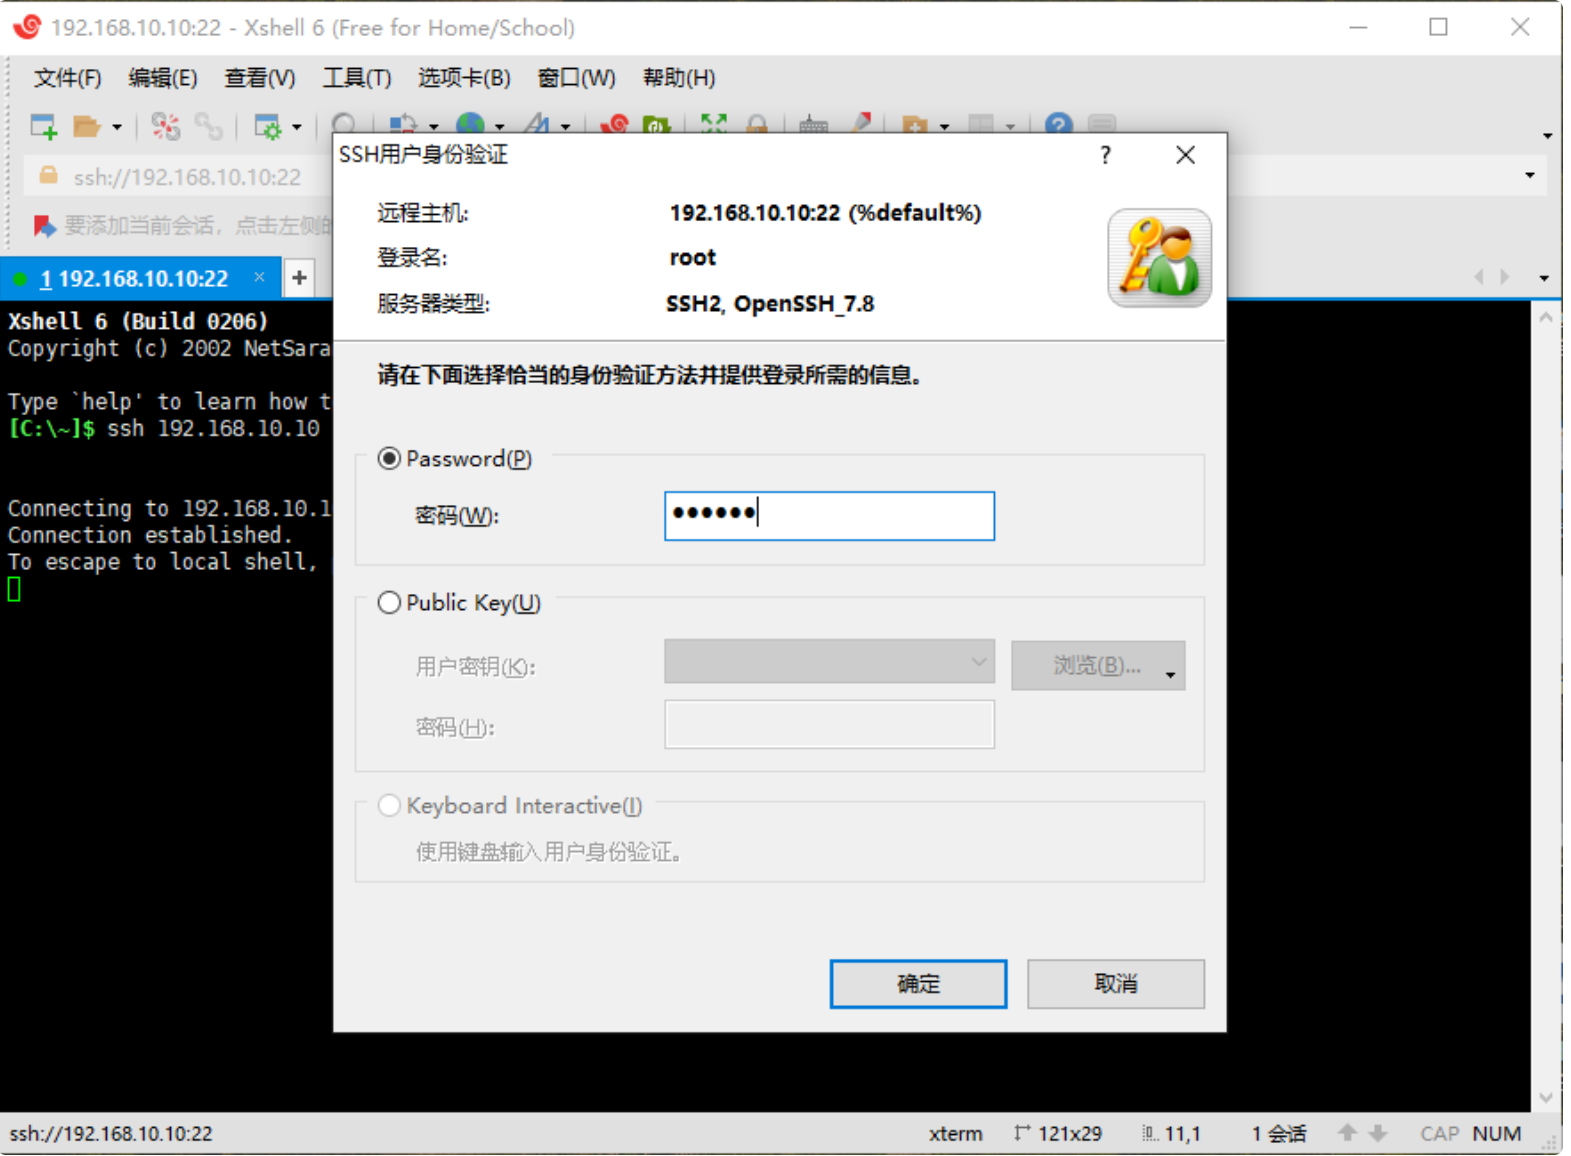 192.168.10.10:22 - Xshell 6 (Free for Home/School)
文件(F) 编辑(E) 查看(V) 工具(T) 选项卡(B) 窗口(W) 帮助(H)
ssh://192.168.10.10:22
要添加当前会话，点击左侧的
1 192.168.10.10:22 × +
Xshell 6 (Build 0206)
Copyright (c) 2002 NetSara
Type `help' to learn how t
[C:\~]$ ssh 192.168.10.10
Connecting to 192.168.10.1
Connection established.
To escape to local shell,
SSH用户身份验证 ?
远程主机: 192.168.10.10:22 (%default%)
登录名: root
服务器类型: SSH2, OpenSSH_7.8
请在下面选择恰当的身份验证方法并提供登录所需的信息。
Password(P)
密码(W): ●●●●●●
Public Key(U)
用户密钥(K): 浏览(B)...
密码(H):
Keyboard Interactive(I)
使用键盘输入用户身份验证。
确定 取消
ssh://192.168.10.10:22 xterm 121x29 11,1 1 会话 CAP NUM